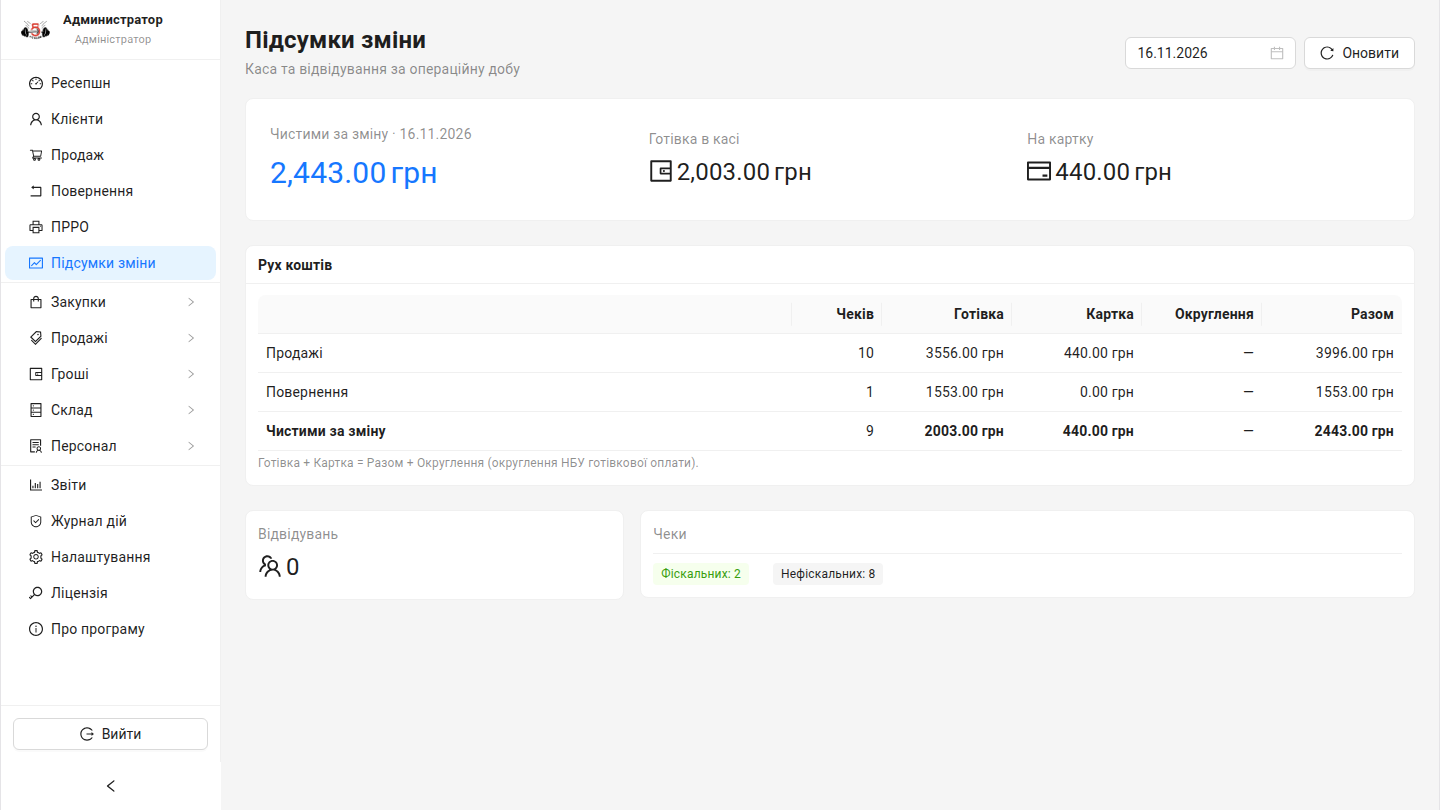 Администратор
Адміністратор
Ресепшн
Клієнти
Продаж
Повернення
ПРРО
Підсумки зміни
Закупки
Продажі
Гроші
Склад
Персонал
Звіти
Журнал дій
Налаштування
Ліцензія
Про програму
Вийти
Підсумки зміни
Каса та відвідування за операційну добу
16.11.2026
Оновити
Чистими за зміну · 16.11.2026
2,443.00 грн
Готівка в касі
2,003.00 грн
На картку
440.00 грн
Рух коштів
Чеків Готівка Картка Округлення Разом
Продажі 10 3556.00 грн 440.00 грн — 3996.00 грн
Повернення 1 1553.00 грн 0.00 грн — 1553.00 грн
Чистими за зміну 9 2003.00 грн 440.00 грн — 2443.00 грн
Готівка + Картка = Разом + Округлення (округлення НБУ готівкової оплати).
Відвідувань
0
Чеки
Фіскальних: 2 Нефіскальних: 8